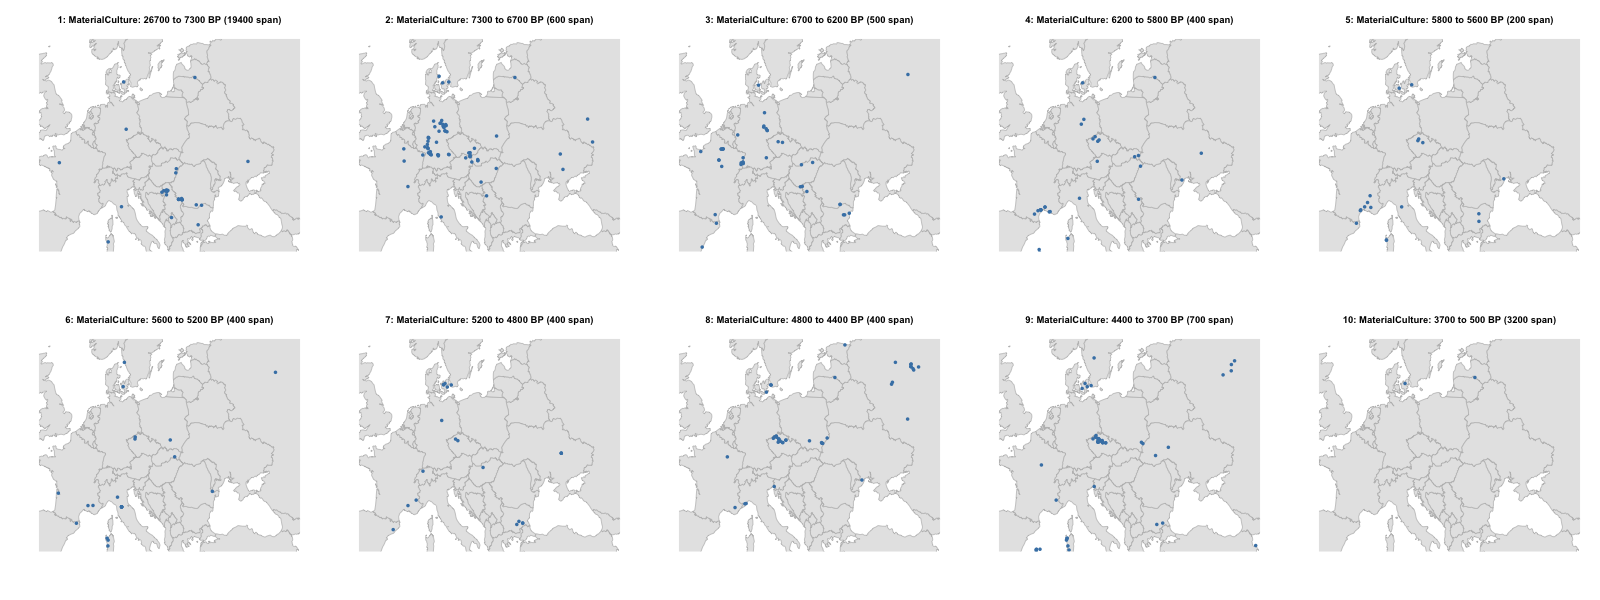 1: MaterialCulture: 26700 to 7300 BP (19400 span)
2: MaterialCulture: 7300 to 6700 BP (600 span)
3: MaterialCulture: 6700 to 6200 BP (500 span)
4: MaterialCulture: 6200 to 5800 BP (400 span)
5: MaterialCulture: 5800 to 5600 BP (200 span)
6: MaterialCulture: 5600 to 5200 BP (400 span)
7: MaterialCulture: 5200 to 4800 BP (400 span)
8: MaterialCulture: 4800 to 4400 BP (400 span)
9: MaterialCulture: 4400 to 3700 BP (700 span)
10: MaterialCulture: 3700 to 500 BP (3200 span)